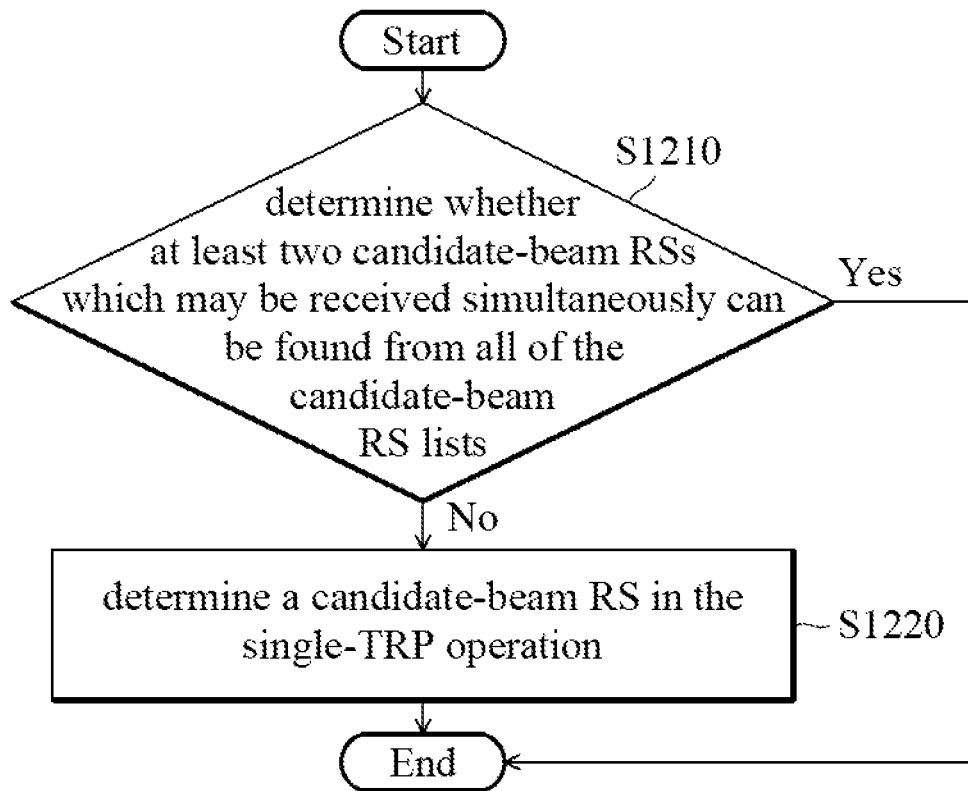 Start
S1210
determine whether
at least two candidate-beam RSs
which may be received simultaneously can
be found from all of the
candidate-beam
RS lists
Yes
No
determine a candidate-beam RS in the
single-TRP operation
S1220
End